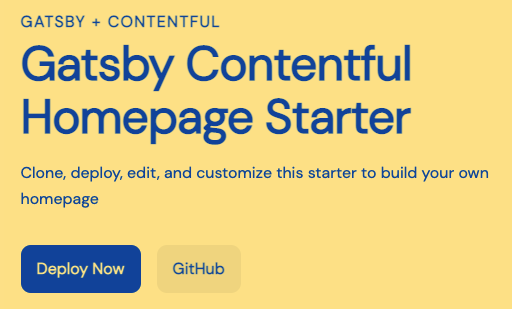 GATSBY + CONTENTFUL
Gatsby Contentful
Homepage Starter
Clone, deploy, edit, and customize this starter to build your own
homepage
Deploy Now
GitHub